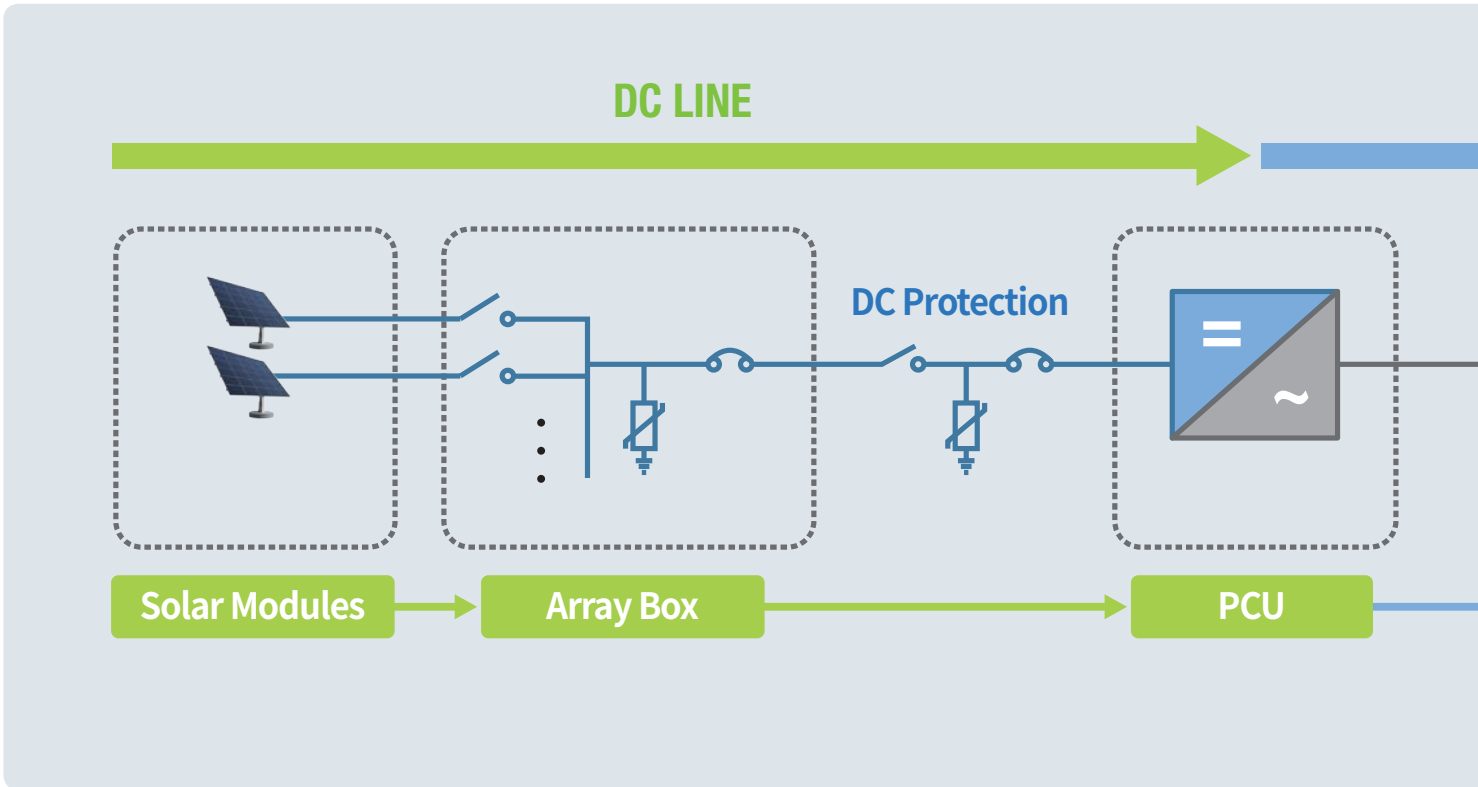 DC LINE
DC Protection
=
~
Solar Modules
Array Box
PCU